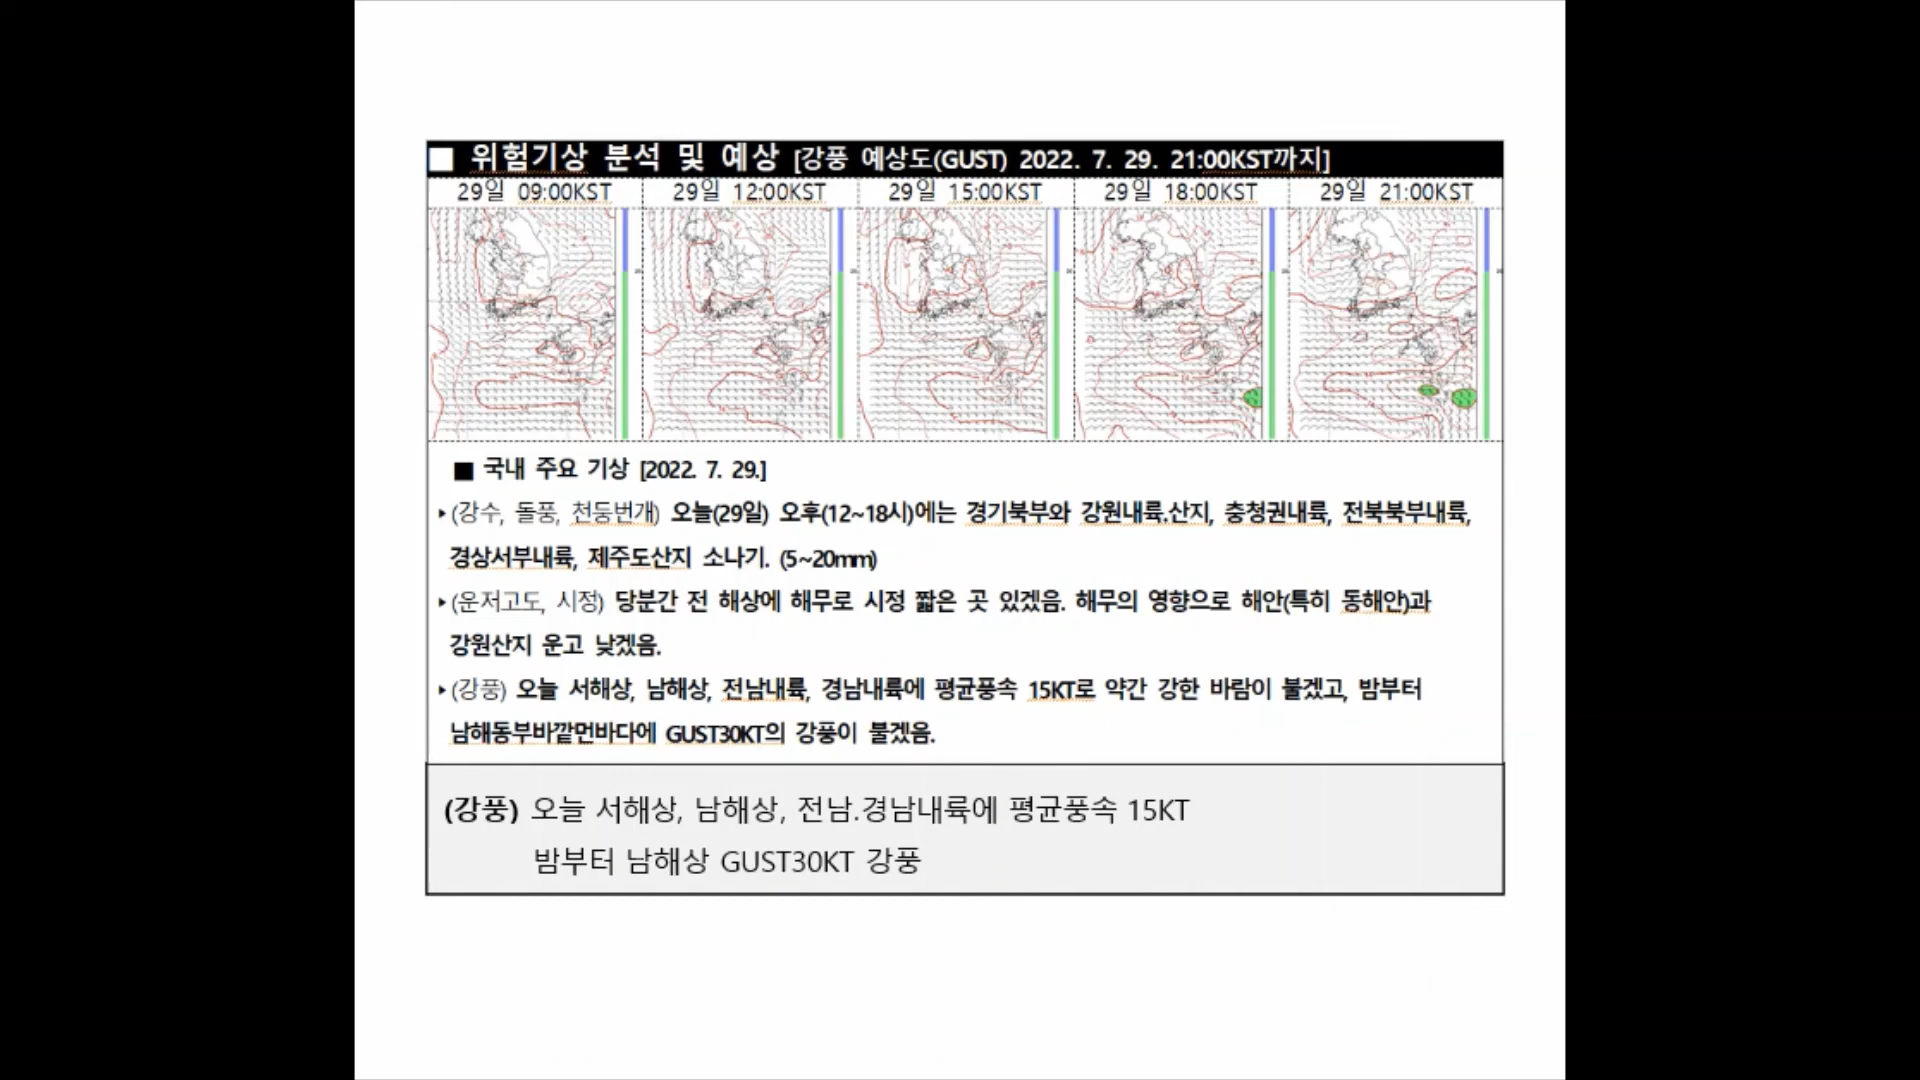 ■ 위험기상 분석 및 예상 [강풍 예상도(GUST) 2022. 7. 29. 21:00KST까지]
29일 09:00KST 29일 12:00KST 29일 15:00KST 29일 18:00KST 29일 21:00KST
■ 국내 주요 기상 [2022. 7. 29.]
▸(강수, 돌풍, 천둥번개) 오늘(29일) 오후(12~18시)에는 경기북부와 강원내륙.산지, 충청권내륙, 전북북부내륙,
경상서부내륙, 제주도산지 소나기. (5~20mm)
▸(운저고도, 시정) 당분간 전 해상에 해무로 시정 짧은 곳 있겠음. 해무의 영향으로 해안(특히 동해안)과
강원산지 운고 낮겠음.
▸(강풍) 오늘 서해상, 남해상, 전남내륙, 경남내륙에 평균풍속 15KT로 약간 강한 바람이 불겠고, 밤부터
남해동부바깥먼바다에 GUST30KT의 강풍이 불겠음.
(강풍) 오늘 서해상, 남해상, 전남.경남내륙에 평균풍속 15KT
밤부터 남해상 GUST30KT 강풍